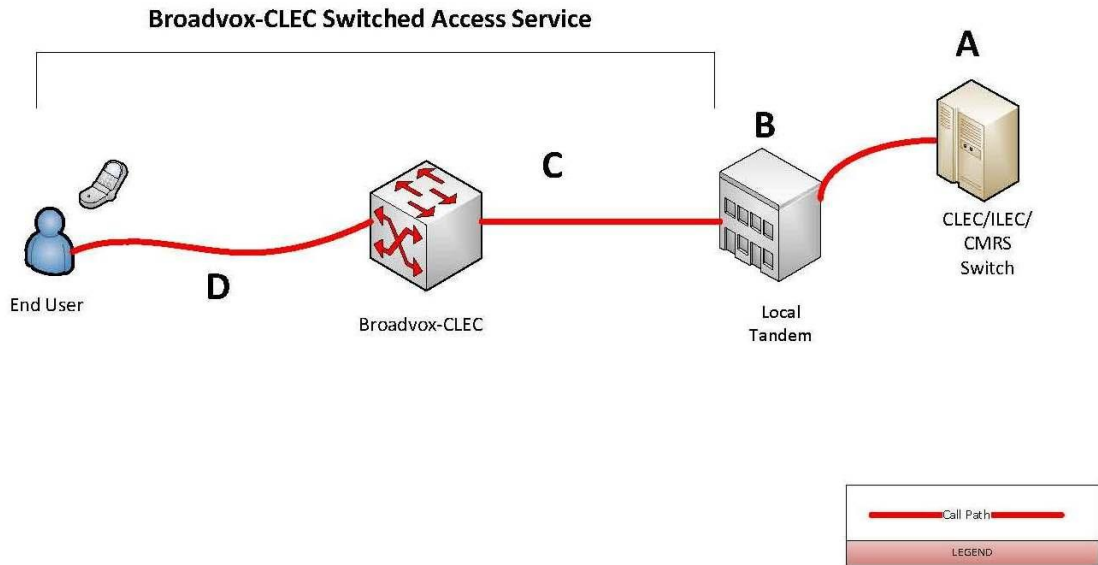 Broadvox-CLEC Switched Access Service
A
B
C
CLEC/ILEC/
CMRS
Switch
D
End User
Broadvox-CLEC
Local
Tandem
Call Path
LEGEND